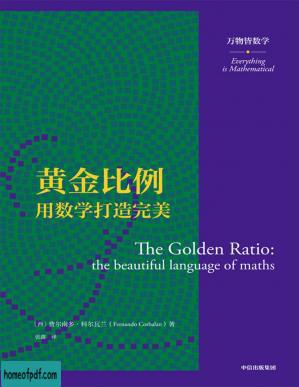 万物皆数学
Everything
is Mathematical
黄金比例
用数学打造完美
The Golden Ratio:
the beautiful language of maths
［西］费尔南多·科尔瓦兰（Fernando Corbalan）著
译
中信出版集团
homeofpdf.com